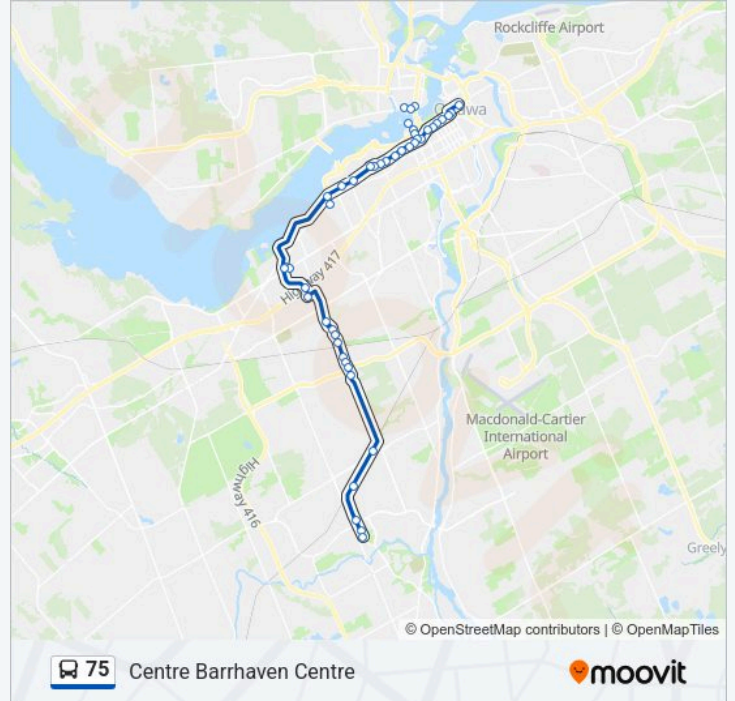 Rockcliffe Airport
Ottawa
Highway 417
Macdonald-Cartier
International
Airport
Highway 416
Greely
© OpenStreetMap contributors | © OpenMapTiles
75 Centre Barrhaven Centre
moovit